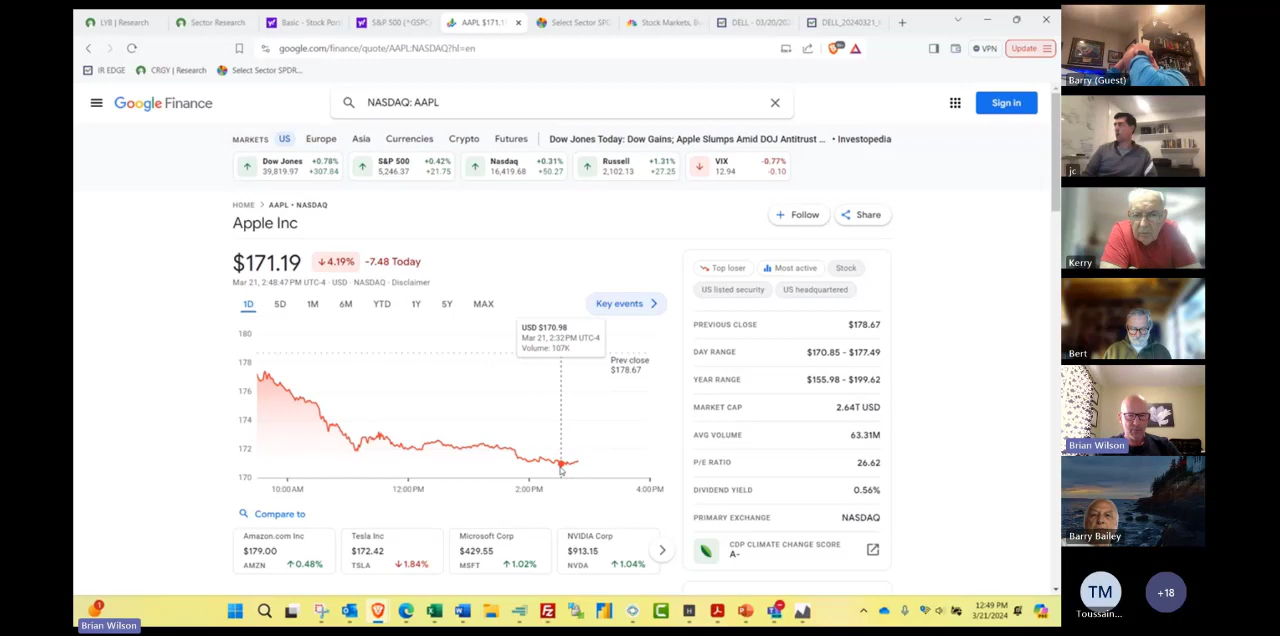 LYB | Research
Sector Research
Basic - Stock Por
S&P 500 (^GSPC
AAPL $171.1
Select Sector SPD
Stock Markets, Bu
DELL - 03/20/202
DELL_20240321_
google.com/finance/quote/AAPL:NASDAQ?hl=en
VPN
Update
IR EDGE
CRGY | Research
Select Sector SPDR...
Google Finance
NASDAQ: AAPL
Sign in
MARKETS
US
Europe
Asia
Currencies
Crypto
Futures
Dow Jones Today: Dow Gains; Apple Slumps Amid DOJ Antitrust ... • Investopedia
Dow Jones +0.78%
39,819.97 +307.84
S&P 500 +0.42%
5,246.37 +21.75
Nasdaq +0.31%
16,419.68 +50.27
Russell +1.31%
2,102.13 +27.25
VIX -0.77%
12.94 -0.10
HOME > AAPL • NASDAQ
Apple Inc
+ Follow
Share
$171.19 4.19% -7.48 Today
Mar 21, 2:48:47 PM UTC-4 · USD · NASDAQ · Disclaimer
1D 5D 1M 6M YTD 1Y 5Y MAX
Key events
USD $170.98
Mar 21, 2:32 PM UTC-4
Volume: 107K
Prev close
$178.67
180
178
176
174
172
170
10:00 AM 12:00 PM 2:00 PM 4:00 PM
Compare to
Amazon.com Inc
$179.00
AMZN 0.48%
Tesla Inc
$172.42
TSLA 1.84%
Microsoft Corp
$429.55
MSFT 1.02%
NVIDIA Corp
$913.15
NVDA 1.04%
Top loser
Most active
Stock
US listed security
US headquartered
PREVIOUS CLOSE $178.67
DAY RANGE $170.85 - $177.49
YEAR RANGE $155.98 - $199.62
MARKET CAP 2.64T USD
AVG VOLUME 63.31M
P/E RATIO 26.62
DIVIDEND YIELD 0.56%
PRIMARY EXCHANGE NASDAQ
CDP CLIMATE CHANGE SCORE
A-
12:49 PM
3/21/2024
Brian Wilson
Barry (Guest)
jc
Kerry
Bert
Brian Wilson
Barry Bailey
TM
Toussain...
+18